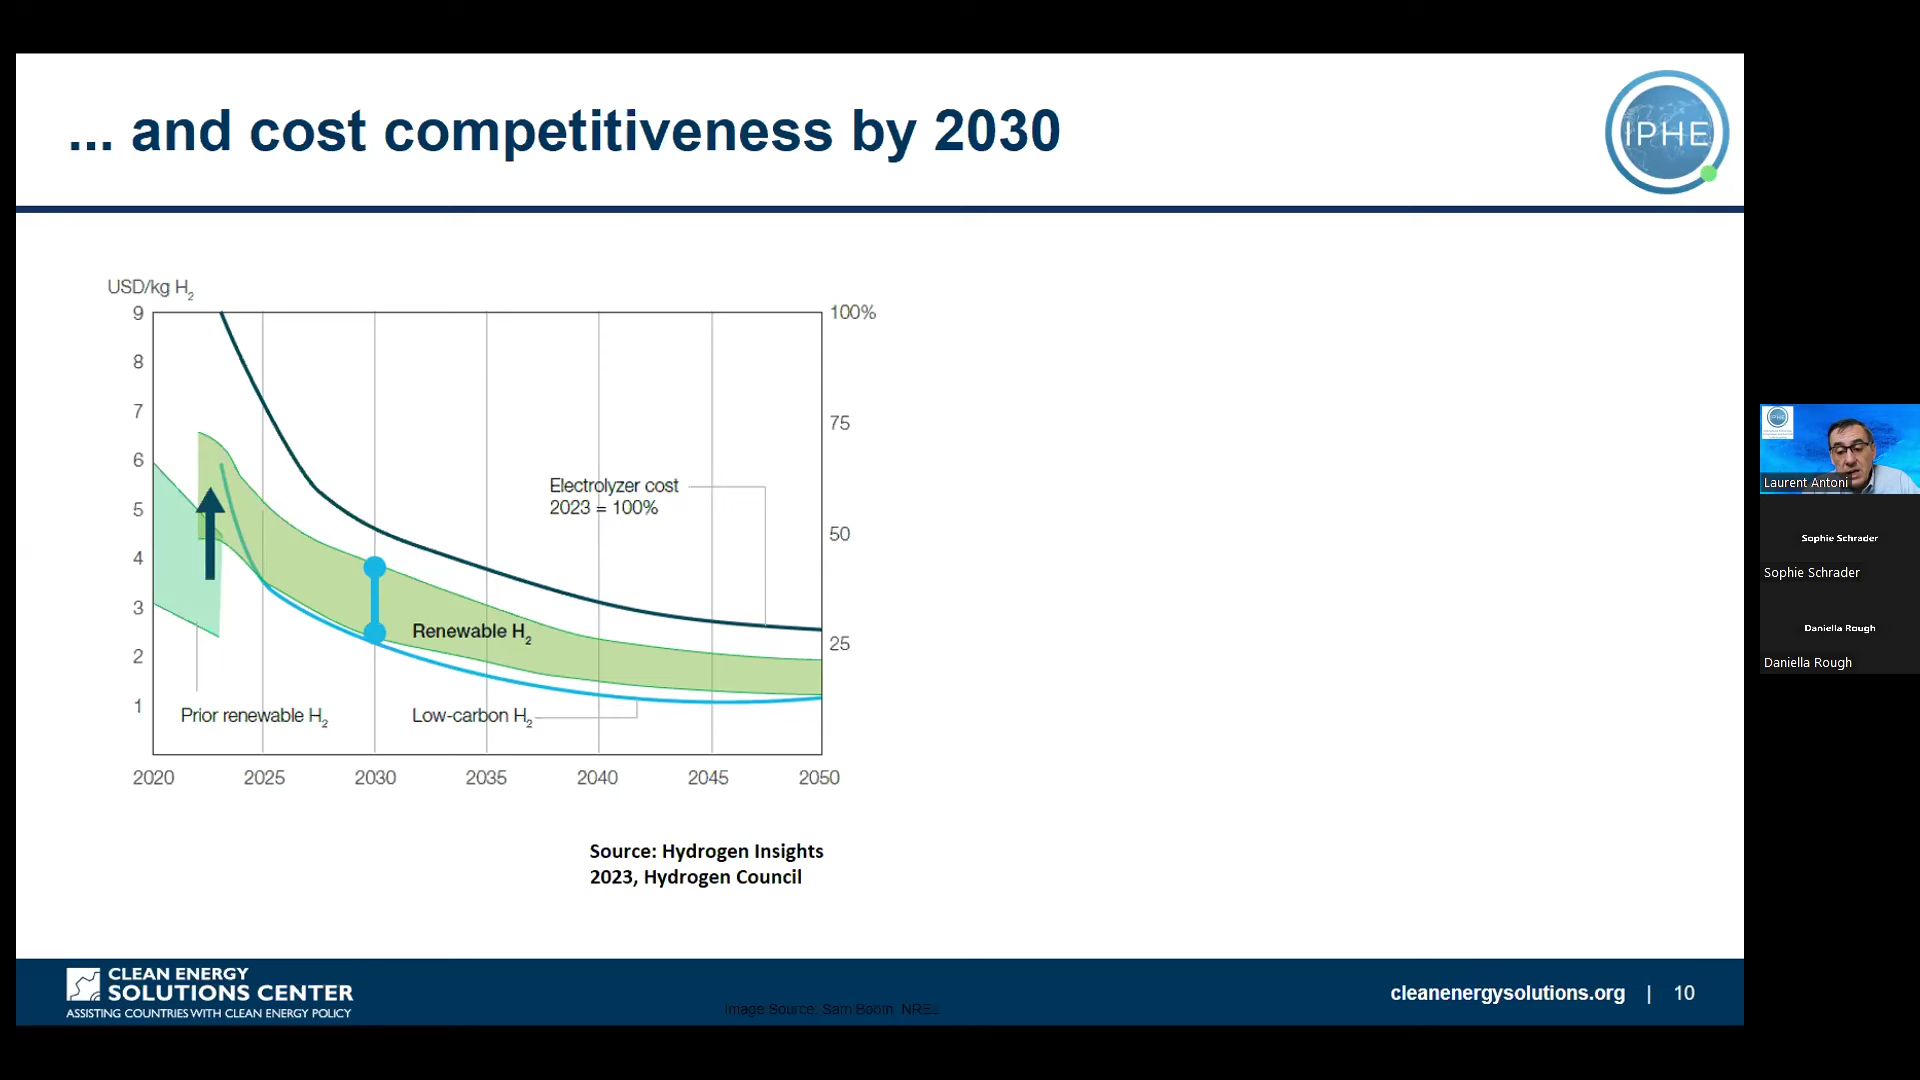 ... and cost competitiveness by 2030
IPHE
USD/kg H2
9
8
7
6
5
4
3
2
1
100%
75
50
25
Electrolyzer cost
2023 = 100%
Renewable H2
Prior renewable H2
Low-carbon H2
2020 2025 2030 2035 2040 2045 2050
Source: Hydrogen Insights
2023, Hydrogen Council
CLEAN ENERGY
SOLUTIONS CENTER
ASSISTING COUNTRIES WITH CLEAN ENERGY POLICY
Image Source: Sam Booth NREL
cleanenergysolutions.org | 10
IPHE
Laurent Antoni
Sophie Schrader
Sophie Schrader
Daniella Rough
Daniella Rough